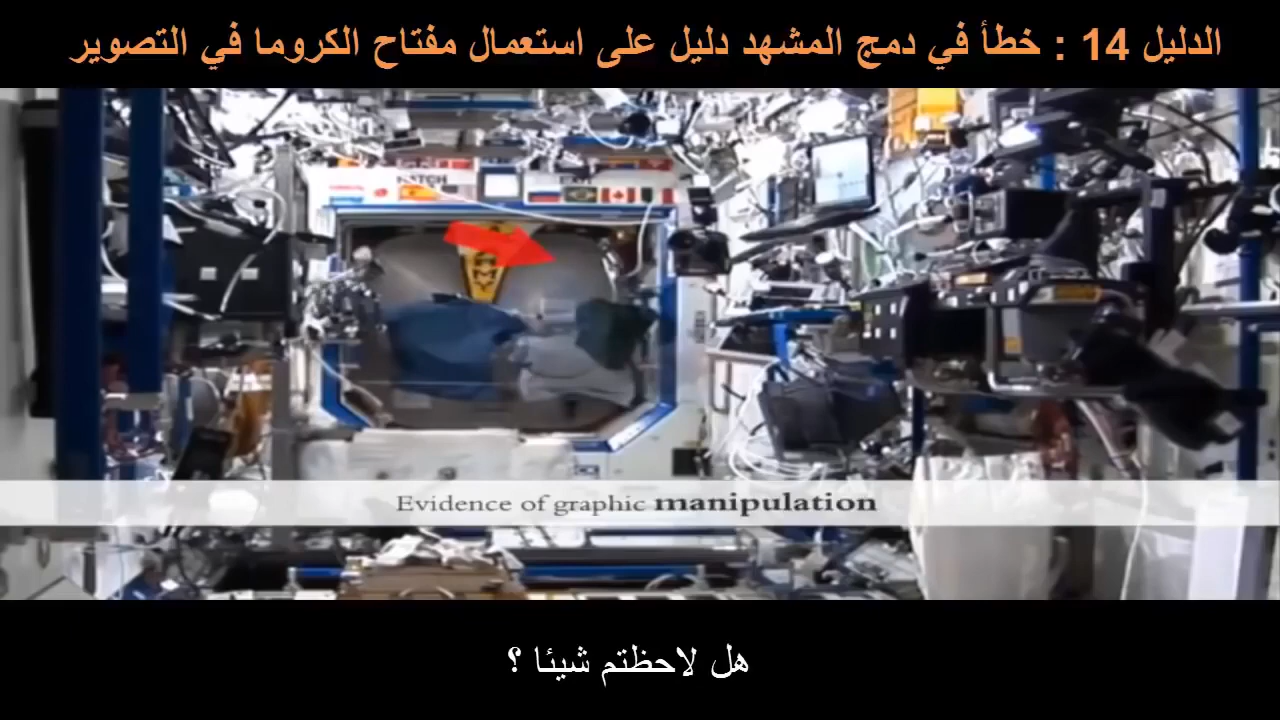 الدليل 14 : خطأ في دمج المشهد دليل على استعمال مفتاح الكروما في التصوير
Evidence of graphic manipulation
هل لاحظتم شيئا ؟